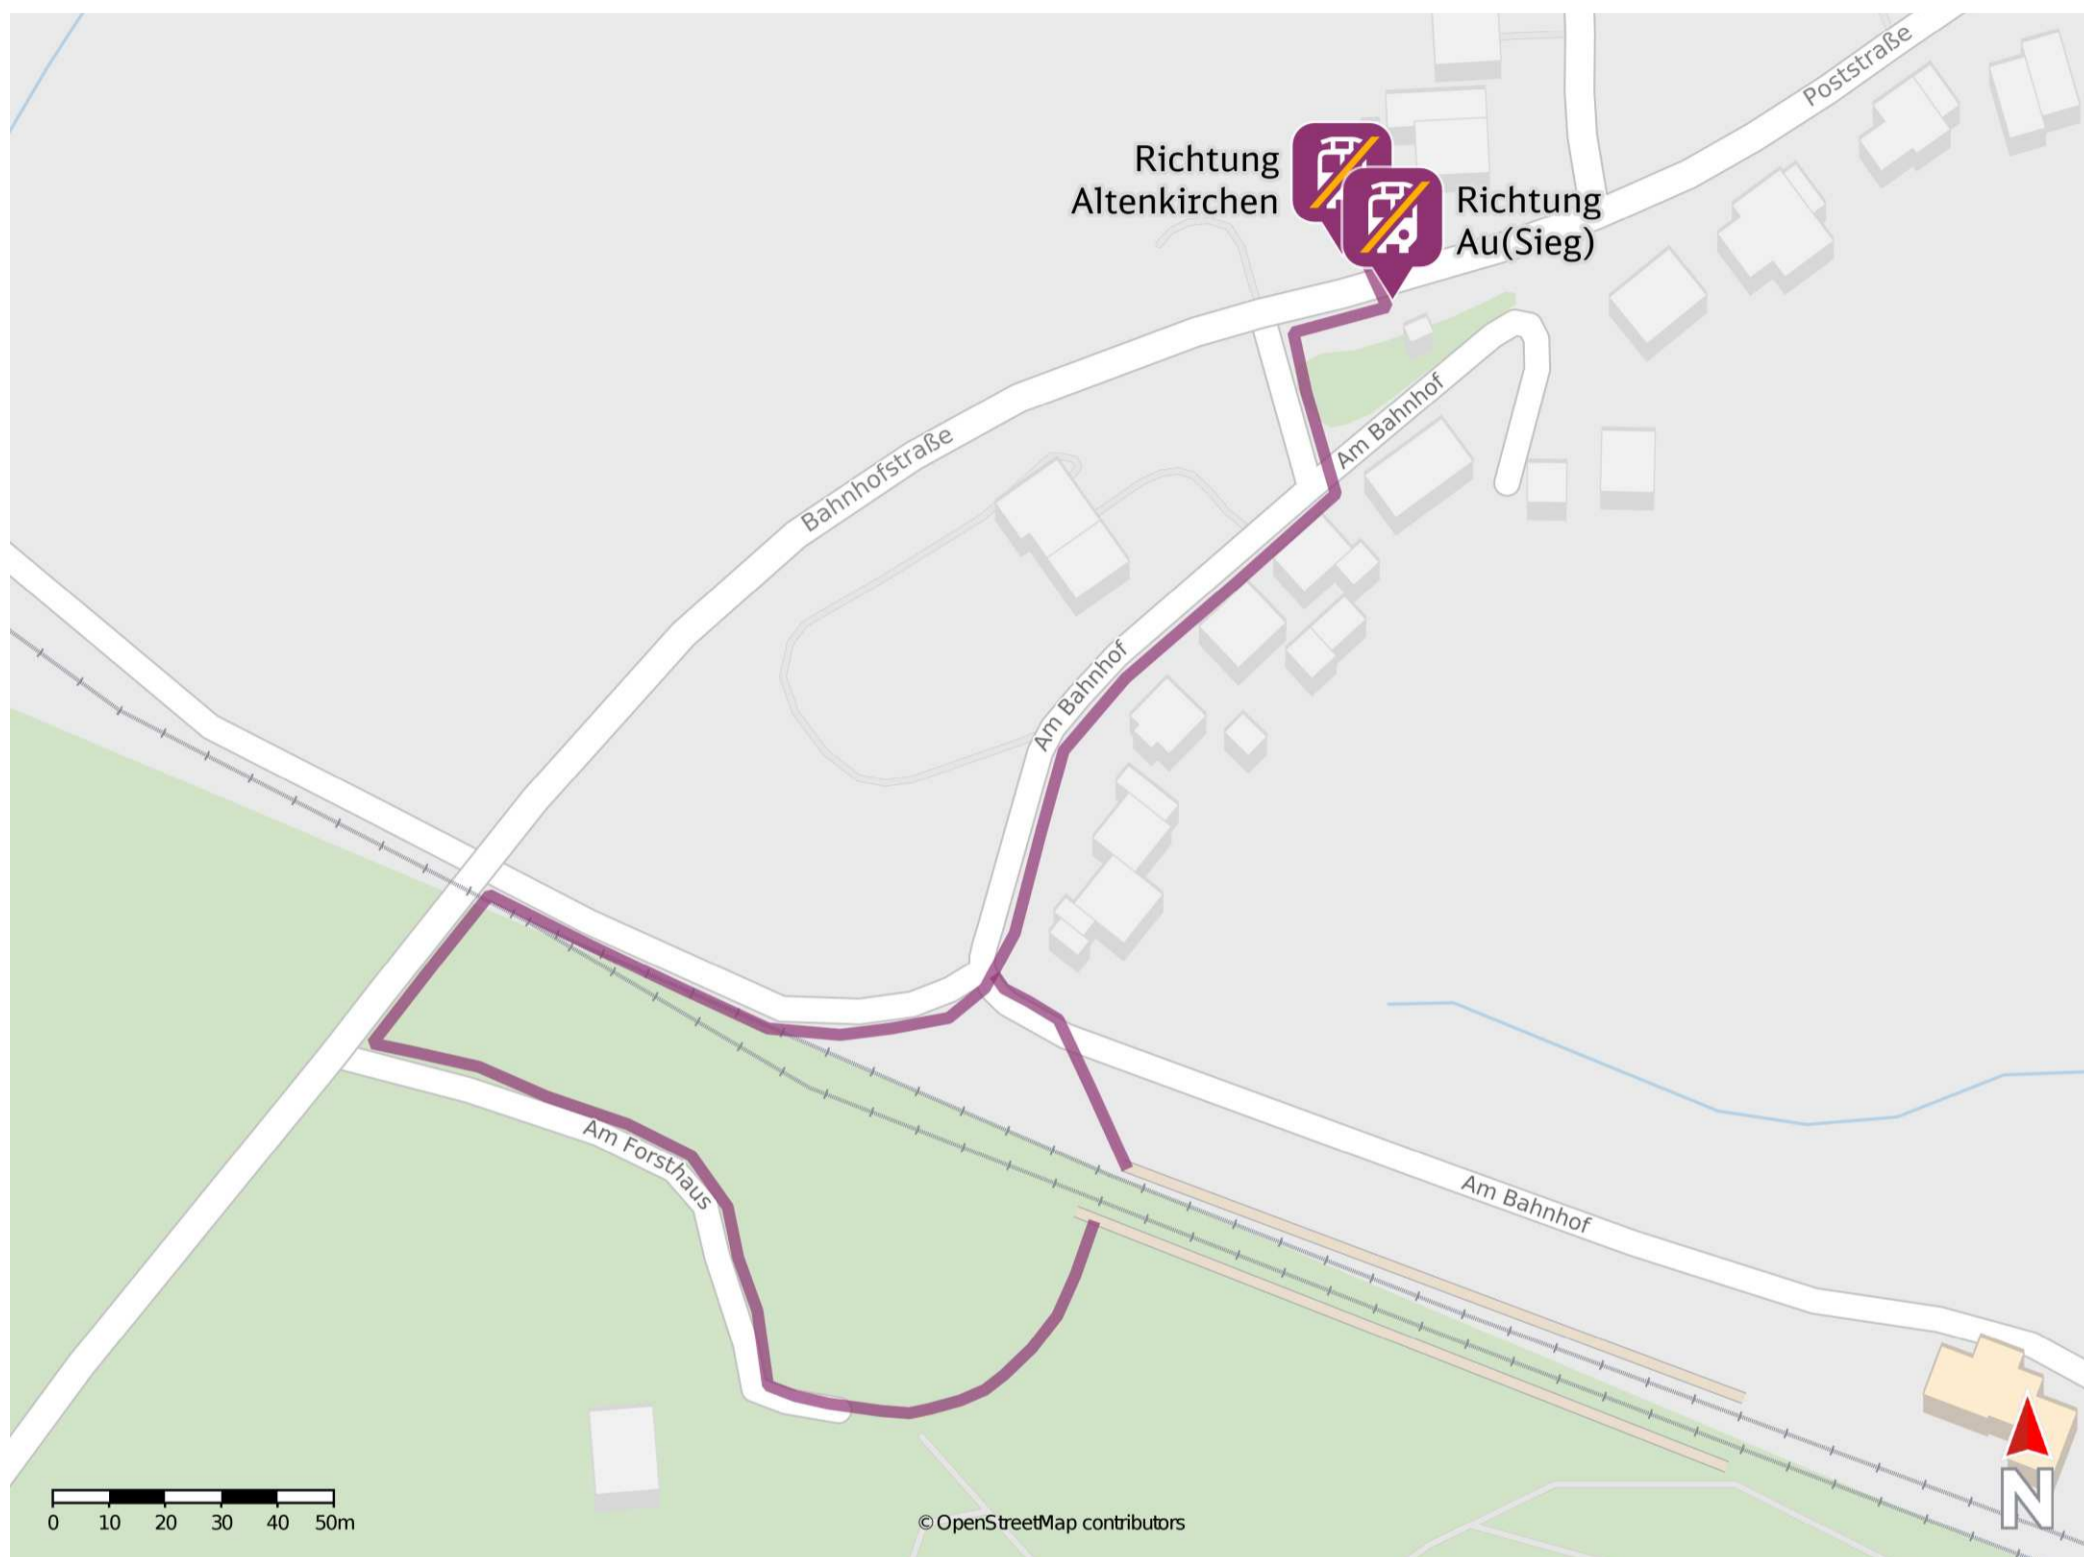 Poststraße
Richtung
Altenkirchen
Richtung
Au(Sieg)
Am Bahnhof
Bahnhofstraße
Am Bahnhof
Am Forsthaus
Am Bahnhof
N
0 10 20 30 40 50m
© OpenStreetMap contributors